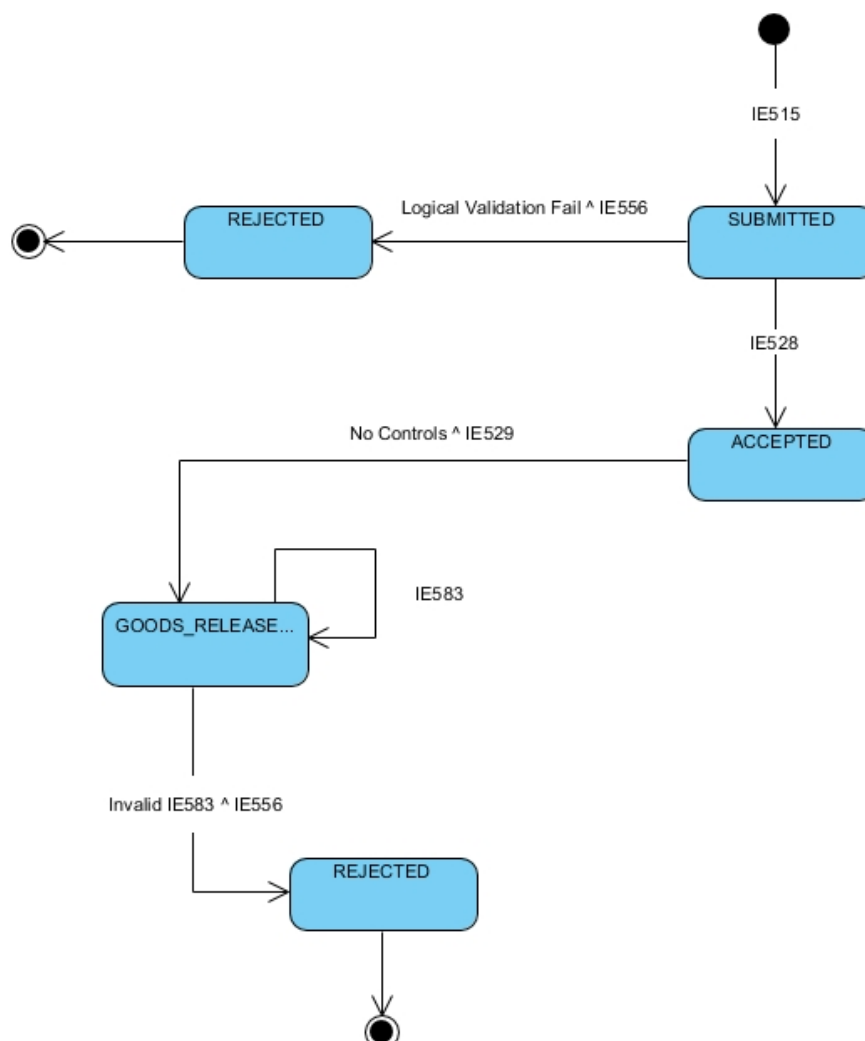 IE515
Logical Validation Fail ^ IE556
REJECTED
SUBMITTED
IE528
No Controls ^ IE529
ACCEPTED
IE583
GOODS_RELEASE...
Invalid IE583 ^ IE556
REJECTED